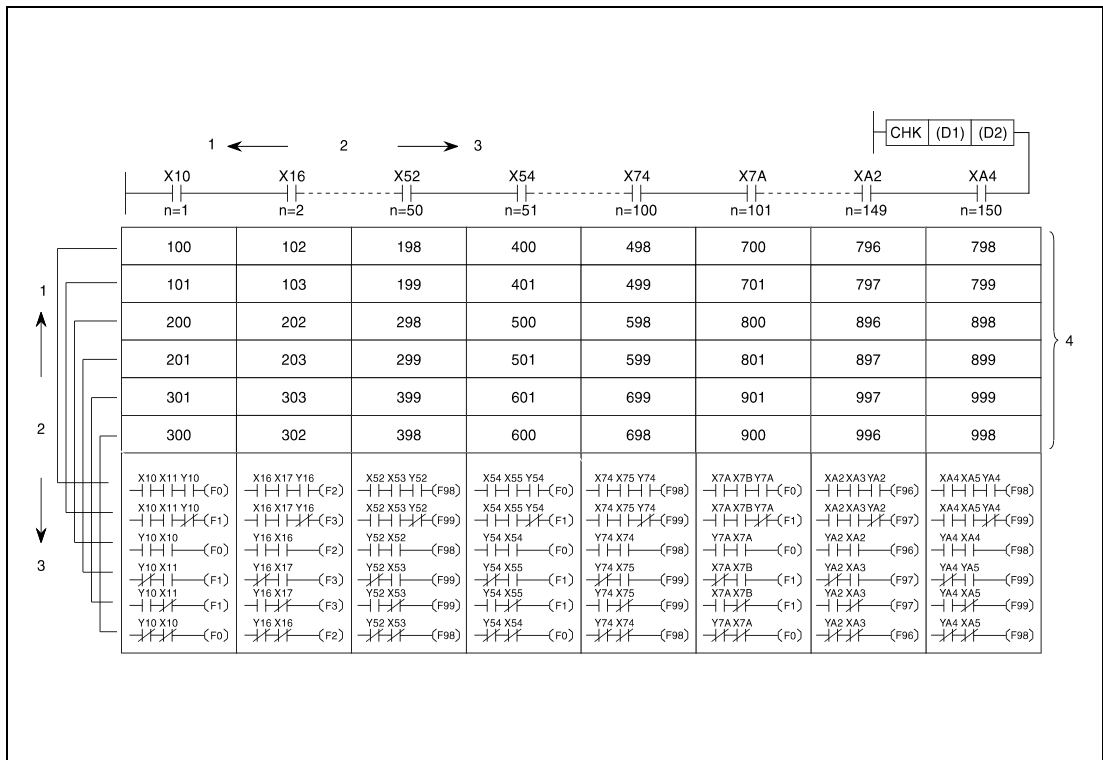 CHK (D1) (D2)
1 2 3
X10 X16 X52 X54 X74 X7A XA2 XA4
n=1 n=2 n=50 n=51 n=100 n=101 n=149 n=150
100 102 198 400 498 700 796 798
101 103 199 401 499 701 797 799
200 202 298 500 598 800 896 898
201 203 299 501 599 801 897 899
301 303 399 601 699 901 997 999
300 302 398 600 698 900 996 998
1
2
3
4
X10 X11 Y10 (F0) X16 X17 Y16 (F2) X52 X53 Y52 (F98) X54 X55 Y54 (F0) X74 X75 Y74 (F98) X7A X7B Y7A (F0) XA2 XA3 YA2 (F96) XA4 XA5 YA4 (F98)
X10 X11 Y10 (F1) X16 X17 Y16 (F3) X52 X53 Y52 (F99) X54 X55 Y54 (F1) X74 X75 Y74 (F99) X7A X7B Y7A (F1) XA2 XA3 YA2 (F97) XA4 XA5 YA4 (F99)
Y10 X10 (F0) Y16 X16 (F2) Y52 X52 (F98) Y54 X54 (F0) Y74 X74 (F98) Y7A X7A (F0) YA2 XA2 (F96) YA4 XA4 (F98)
Y10 X11 (F1) Y16 X17 (F3) Y52 X53 (F99) Y54 X55 (F1) Y74 X75 (F99) X7A X7B (F1) YA2 XA3 (F97) YA4 YA5 (F99)
Y10 X11 (F1) Y16 X17 (F3) Y52 X53 (F99) Y54 X55 (F1) Y74 X75 (F99) X7A X7B (F1) YA2 XA3 (F97) YA4 XA5 (F99)
Y10 X10 (F0) Y16 X16 (F2) Y52 X53 (F98) Y54 X54 (F0) Y74 X74 (F98) Y7A X7A (F0) YA2 XA3 (F96) YA4 XA5 (F98)